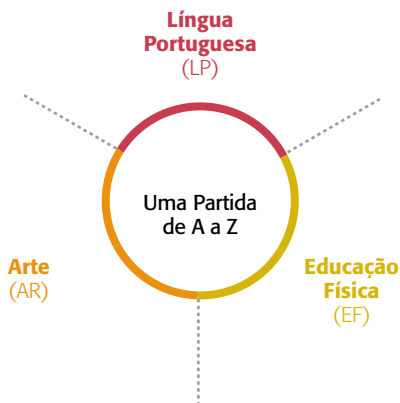 Língua
Portuguesa
(LP)
Uma Partida
de A a Z
Arte
(AR)
Educação
Física
(EF)